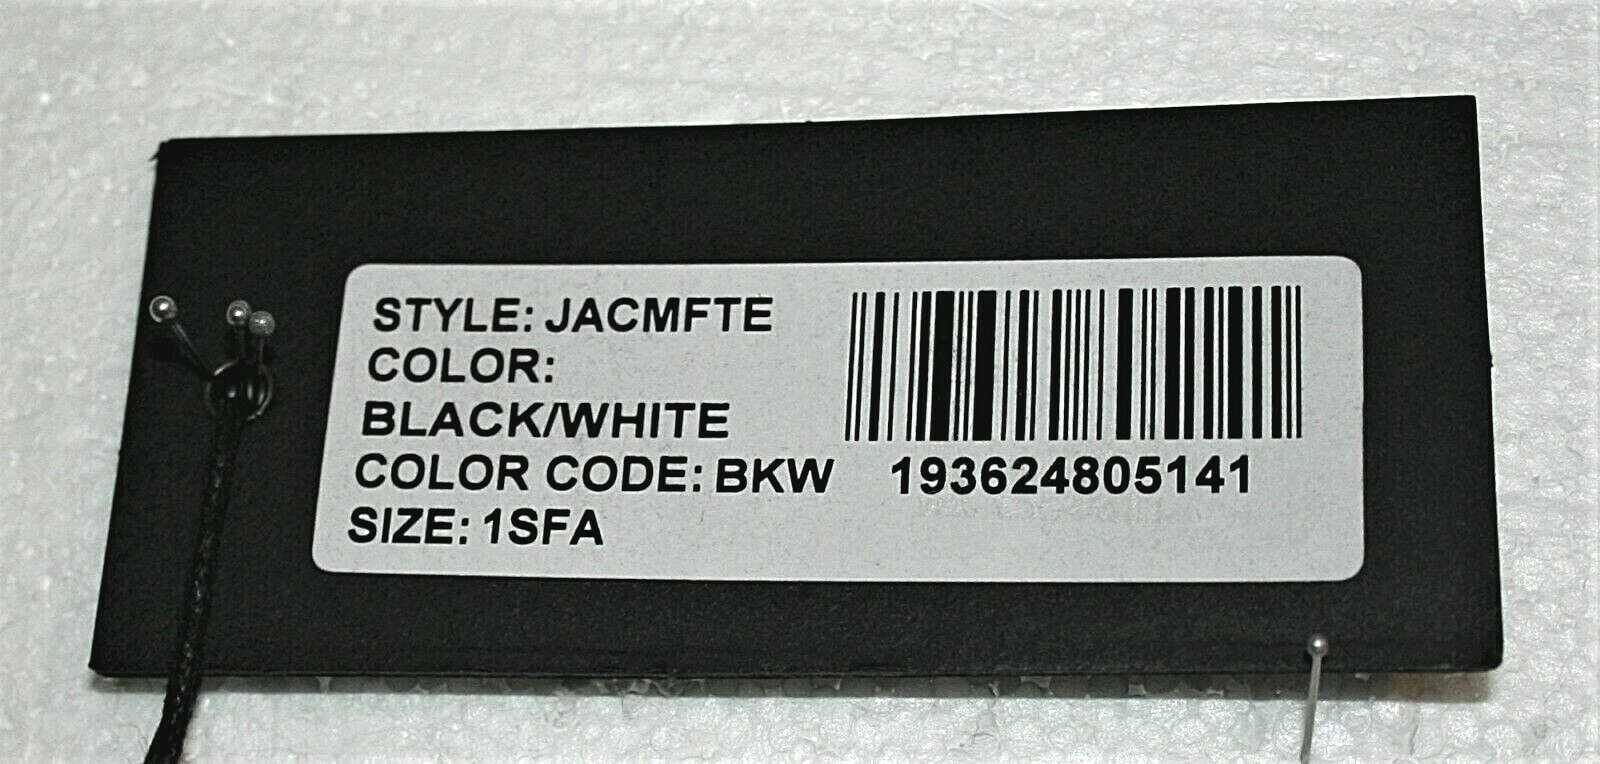 STYLE: JACMFTE
COLOR:
BLACK/WHITE
COLOR CODE: BKW
SIZE: 1SFA
193624805141